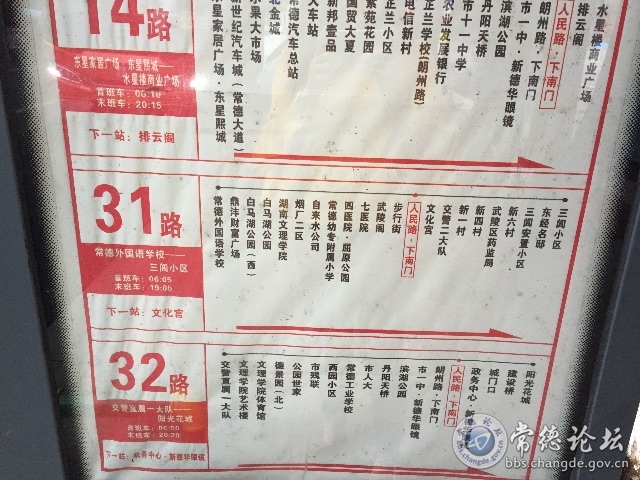 14路
东星家居广场·东星熙城——
水星楼商业广场
首班车：06:10
末班车：20:15
下一站：排云阁
东星家居广场·东星熙城
新世纪汽车城（常德大道）
水果大市场
北金城
常德汽车总站
火车站
新邦壹品
国贸大厦
紫苑花园
正兰小区
电信新村
正兰学校(朗州路)
农业发展银行
市十一中学
丹阳天桥
滨湖公园
市一中·新德华眼镜
朗州路·下南门
人民路·下南门
排云阁
水星楼商业广场
31路
常德外国语学校——
三闾小区
首班车：06:05
末班车：19:05
下一站：文化宫
常德外国语学校
鼎沣财富广场
白马湖公园（西）
白马湖公园
湖南文理学院
烟厂二区
自来水公司
常德幼专附属小学
四医院·屈原公园
七医院
武陵阁
步行街
人民路·下南门
文化宫
交警二大队
新一村
新四村
武陵区药监局
新六村
三闾安置小区
东经名邸
三闾小区
32路
交警直属一大队——
阳光花城
首班车：06:50
末班车：20:20
下一站：政务中心·新德华眼镜
交警直属一大队
文理学院艺术楼
文理学院体育馆
德景园（北）
公园世家
市残联
西园小区
常德工业学校
市人大
丹阳天桥
滨湖公园
市一中·新德华眼镜
朗州路·下南门
人民路·下南门
政务中心·新
城门口
建设桥
阳光花城
常德论坛
bbs.changde.gov.cn